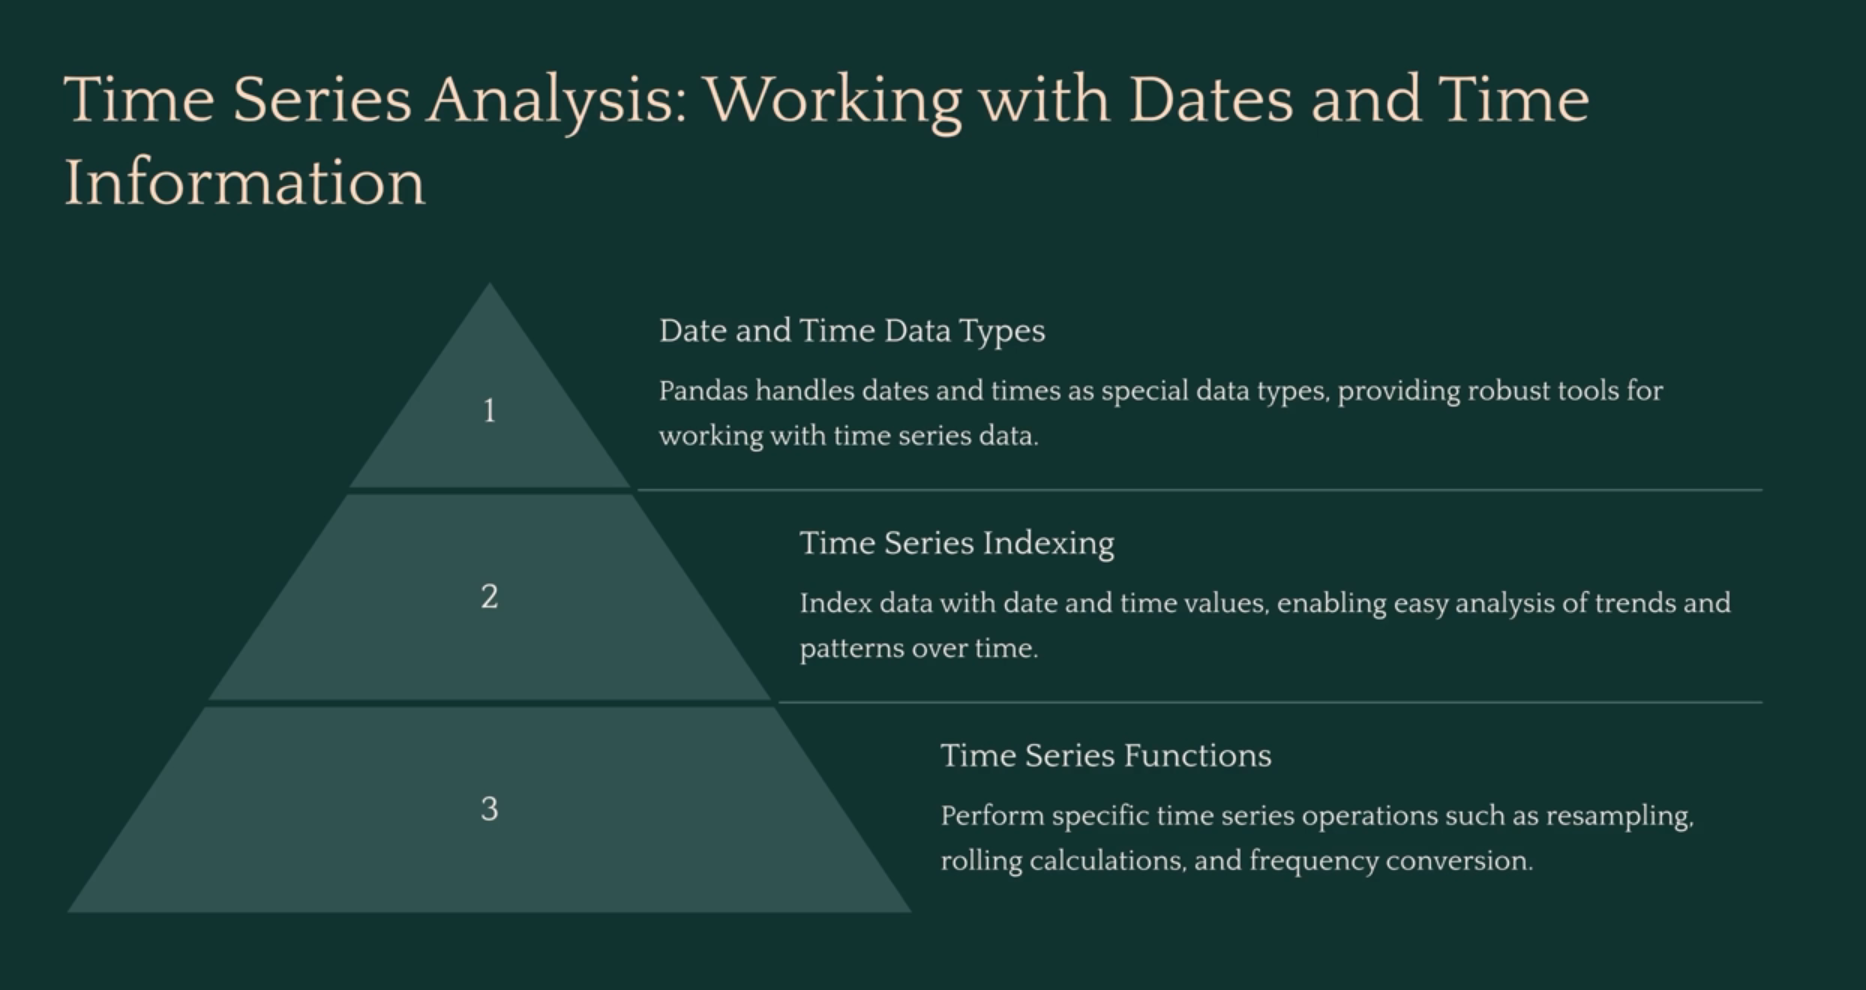 Time Series Analysis: Working with Dates and Time
Information
1
Date and Time Data Types
Pandas handles dates and times as special data types, providing robust tools for
working with time series data.
2
Time Series Indexing
Index data with date and time values, enabling easy analysis of trends and
patterns over time.
3
Time Series Functions
Perform specific time series operations such as resampling,
rolling calculations, and frequency conversion.